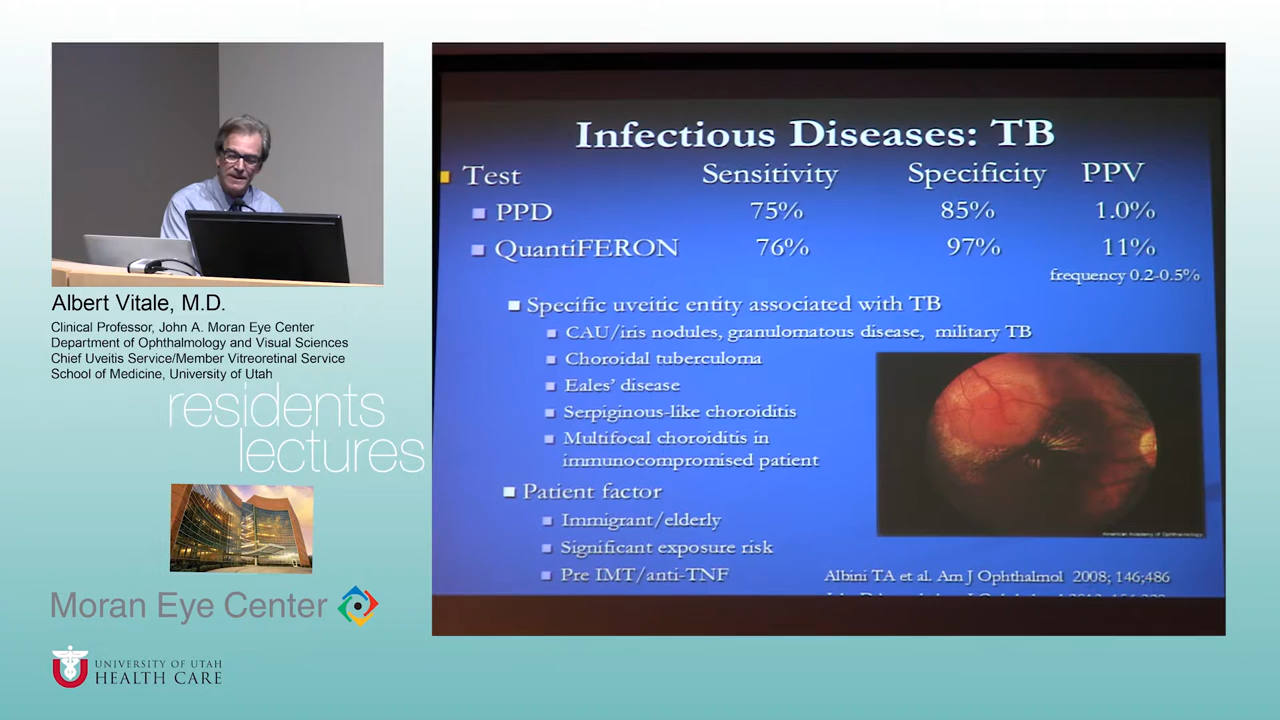 Infectious Diseases: TB
Test Sensitivity Specificity PPV
PPD 75% 85% 1.0%
QuantiFERON 76% 97% 11%
frequency 0.2-0.5%
Specific uveitic entity associated with TB
CAU/iris nodules, granulomatous disease, military TB
Choroidal tuberculoma
Eales' disease
Serpiginous-like choroiditis
Multifocal choroiditis in
immunocompromised patient
Patient factor
Immigrant/elderly
Significant exposure risk
Pre IMT/anti-TNF
American Academy of Ophthalmology
Albini TA et al. Am J Ophthalmol 2008; 146;486
Albert Vitale, M.D.
Clinical Professor, John A. Moran Eye Center
Department of Ophthalmology and Visual Sciences
Chief Uveitis Service/Member Vitreoretinal Service
School of Medicine, University of Utah
residents
lectures
Moran Eye Center
UNIVERSITY OF UTAH
HEALTH CARE